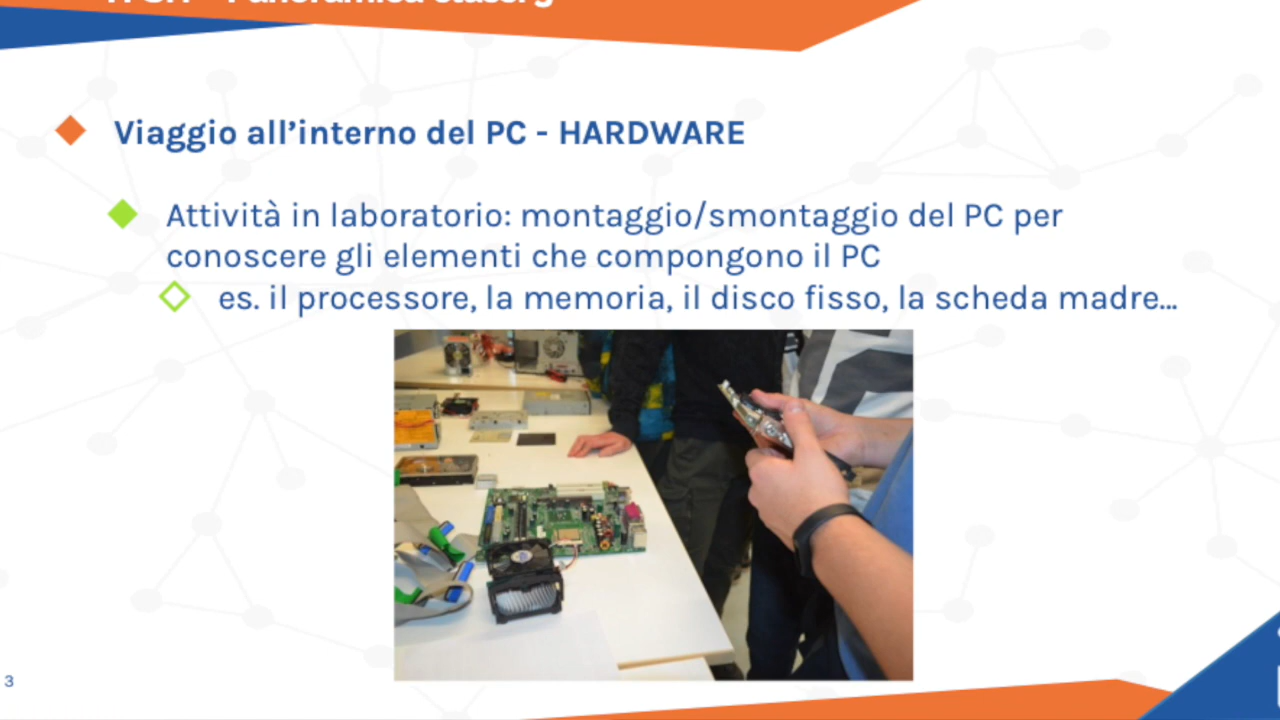 Viaggio all’interno del PC - HARDWARE
Attività in laboratorio: montaggio/smontaggio del PC per
conoscere gli elementi che compongono il PC
es. il processore, la memoria, il disco fisso, la scheda madre...
3